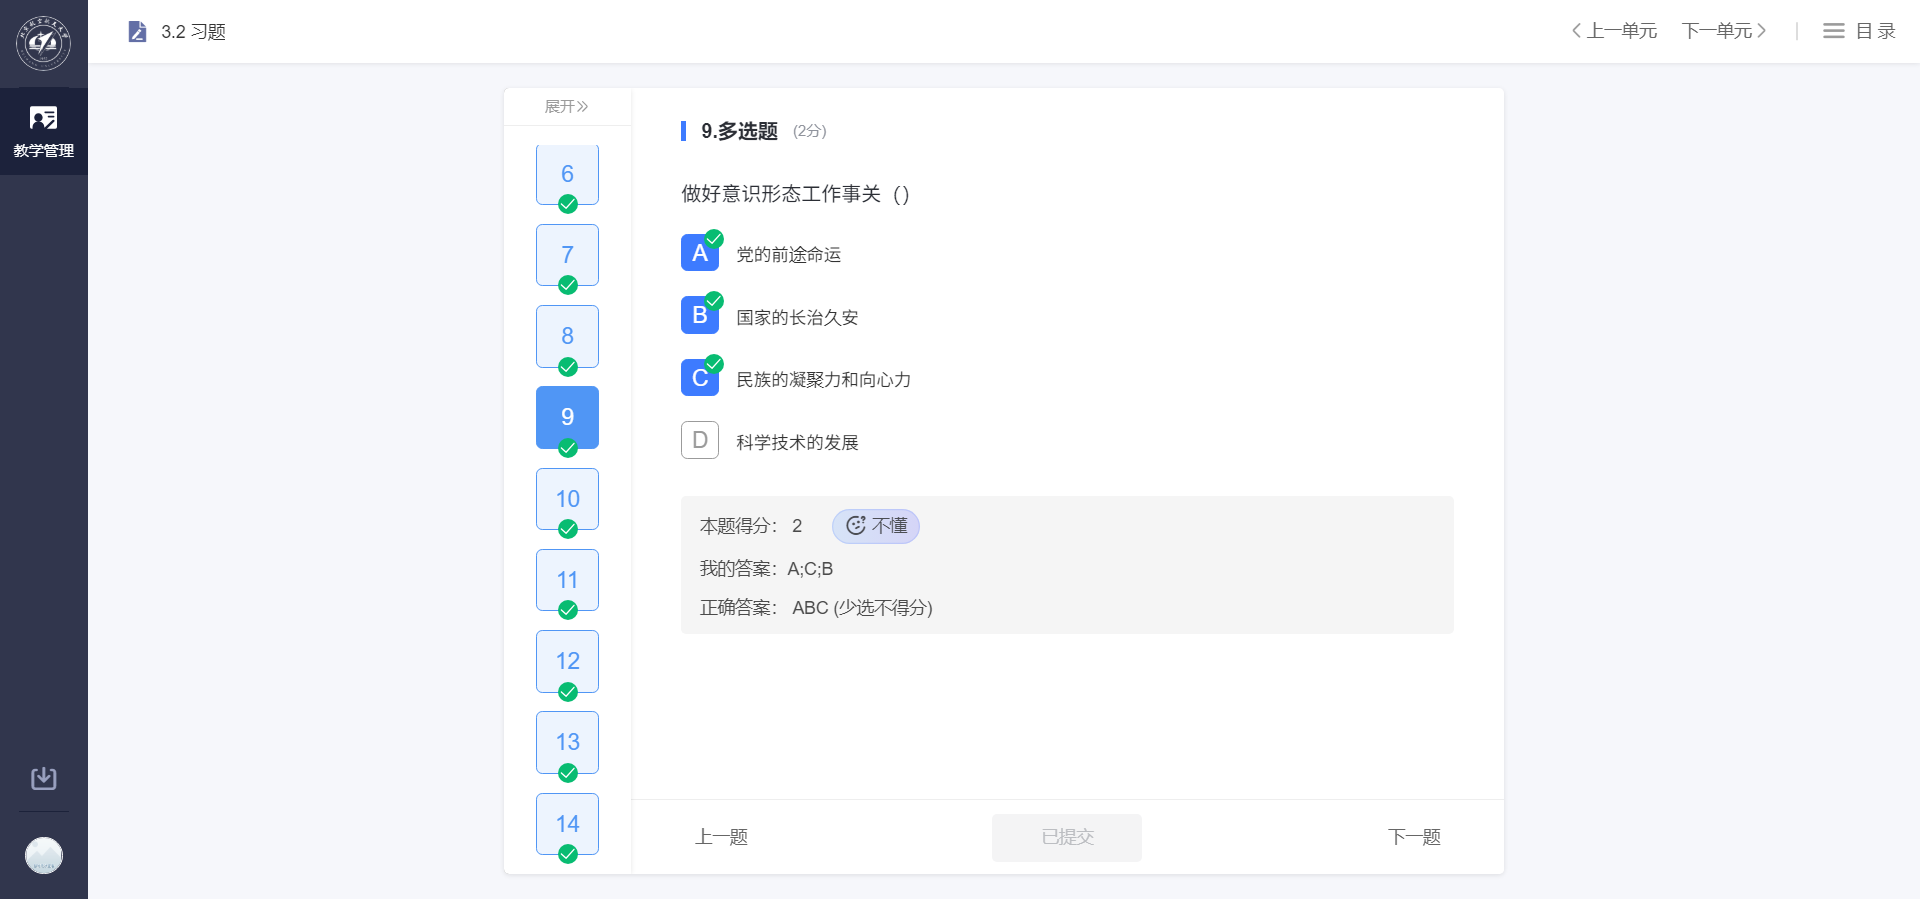 3.2 习题
上一单元
下一单元
目录
教学管理
展开
6
7
8
9
10
11
12
13
14
9.多选题 (2分)
做好意识形态工作事关 ()
A 党的前途命运
B 国家的长治久安
C 民族的凝聚力和向心力
D 科学技术的发展
本题得分: 2 不懂
我的答案: A;C;B
正确答案: ABC (少选不得分)
上一题
已提交
下一题